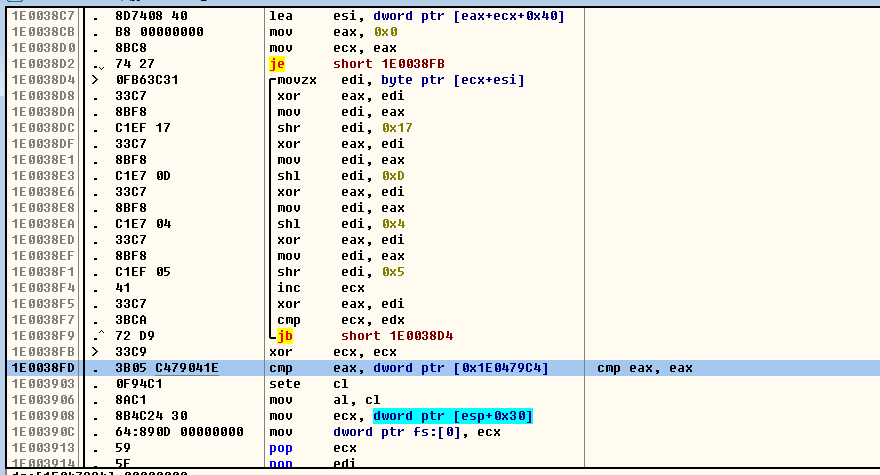 1E0038C7 . 8D7408 40 lea esi, dword ptr [eax+ecx+0x40]
1E0038CB . B8 00000000 mov eax, 0x0
1E0038D0 . 8BC8 mov ecx, eax
1E0038D2 .ˬ 74 27 je short 1E0038FB
1E0038D4 > 0FB63C31 movzx edi, byte ptr [ecx+esi]
1E0038D8 . 33C7 xor eax, edi
1E0038DA . 8BF8 mov edi, eax
1E0038DC . C1EF 17 shr edi, 0x17
1E0038DF . 33C7 xor eax, edi
1E0038E1 . 8BF8 mov edi, eax
1E0038E3 . C1E7 0D shl edi, 0xD
1E0038E6 . 33C7 xor eax, edi
1E0038E8 . 8BF8 mov edi, eax
1E0038EA . C1E7 04 shl edi, 0x4
1E0038ED . 33C7 xor eax, edi
1E0038EF . 8BF8 mov edi, eax
1E0038F1 . C1EF 05 shr edi, 0x5
1E0038F4 . 41 inc ecx
1E0038F5 . 33C7 xor eax, edi
1E0038F7 . 3BCA cmp ecx, edx
1E0038F9 .^ 72 D9 jb short 1E0038D4
1E0038FB > 33C9 xor ecx, ecx
1E0038FD . 3B05 C479041E cmp eax, dword ptr [0x1E0479C4] cmp eax, eax
1E003903 . 0F94C1 sete cl
1E003906 . 8AC1 mov al, cl
1E003908 . 8B4C24 30 mov ecx, dword ptr [esp+0x30]
1E00390C . 64:890D 00000000 mov dword ptr fs:[0], ecx
1E003913 . 59 pop ecx
1E003914 . 5F pop edi